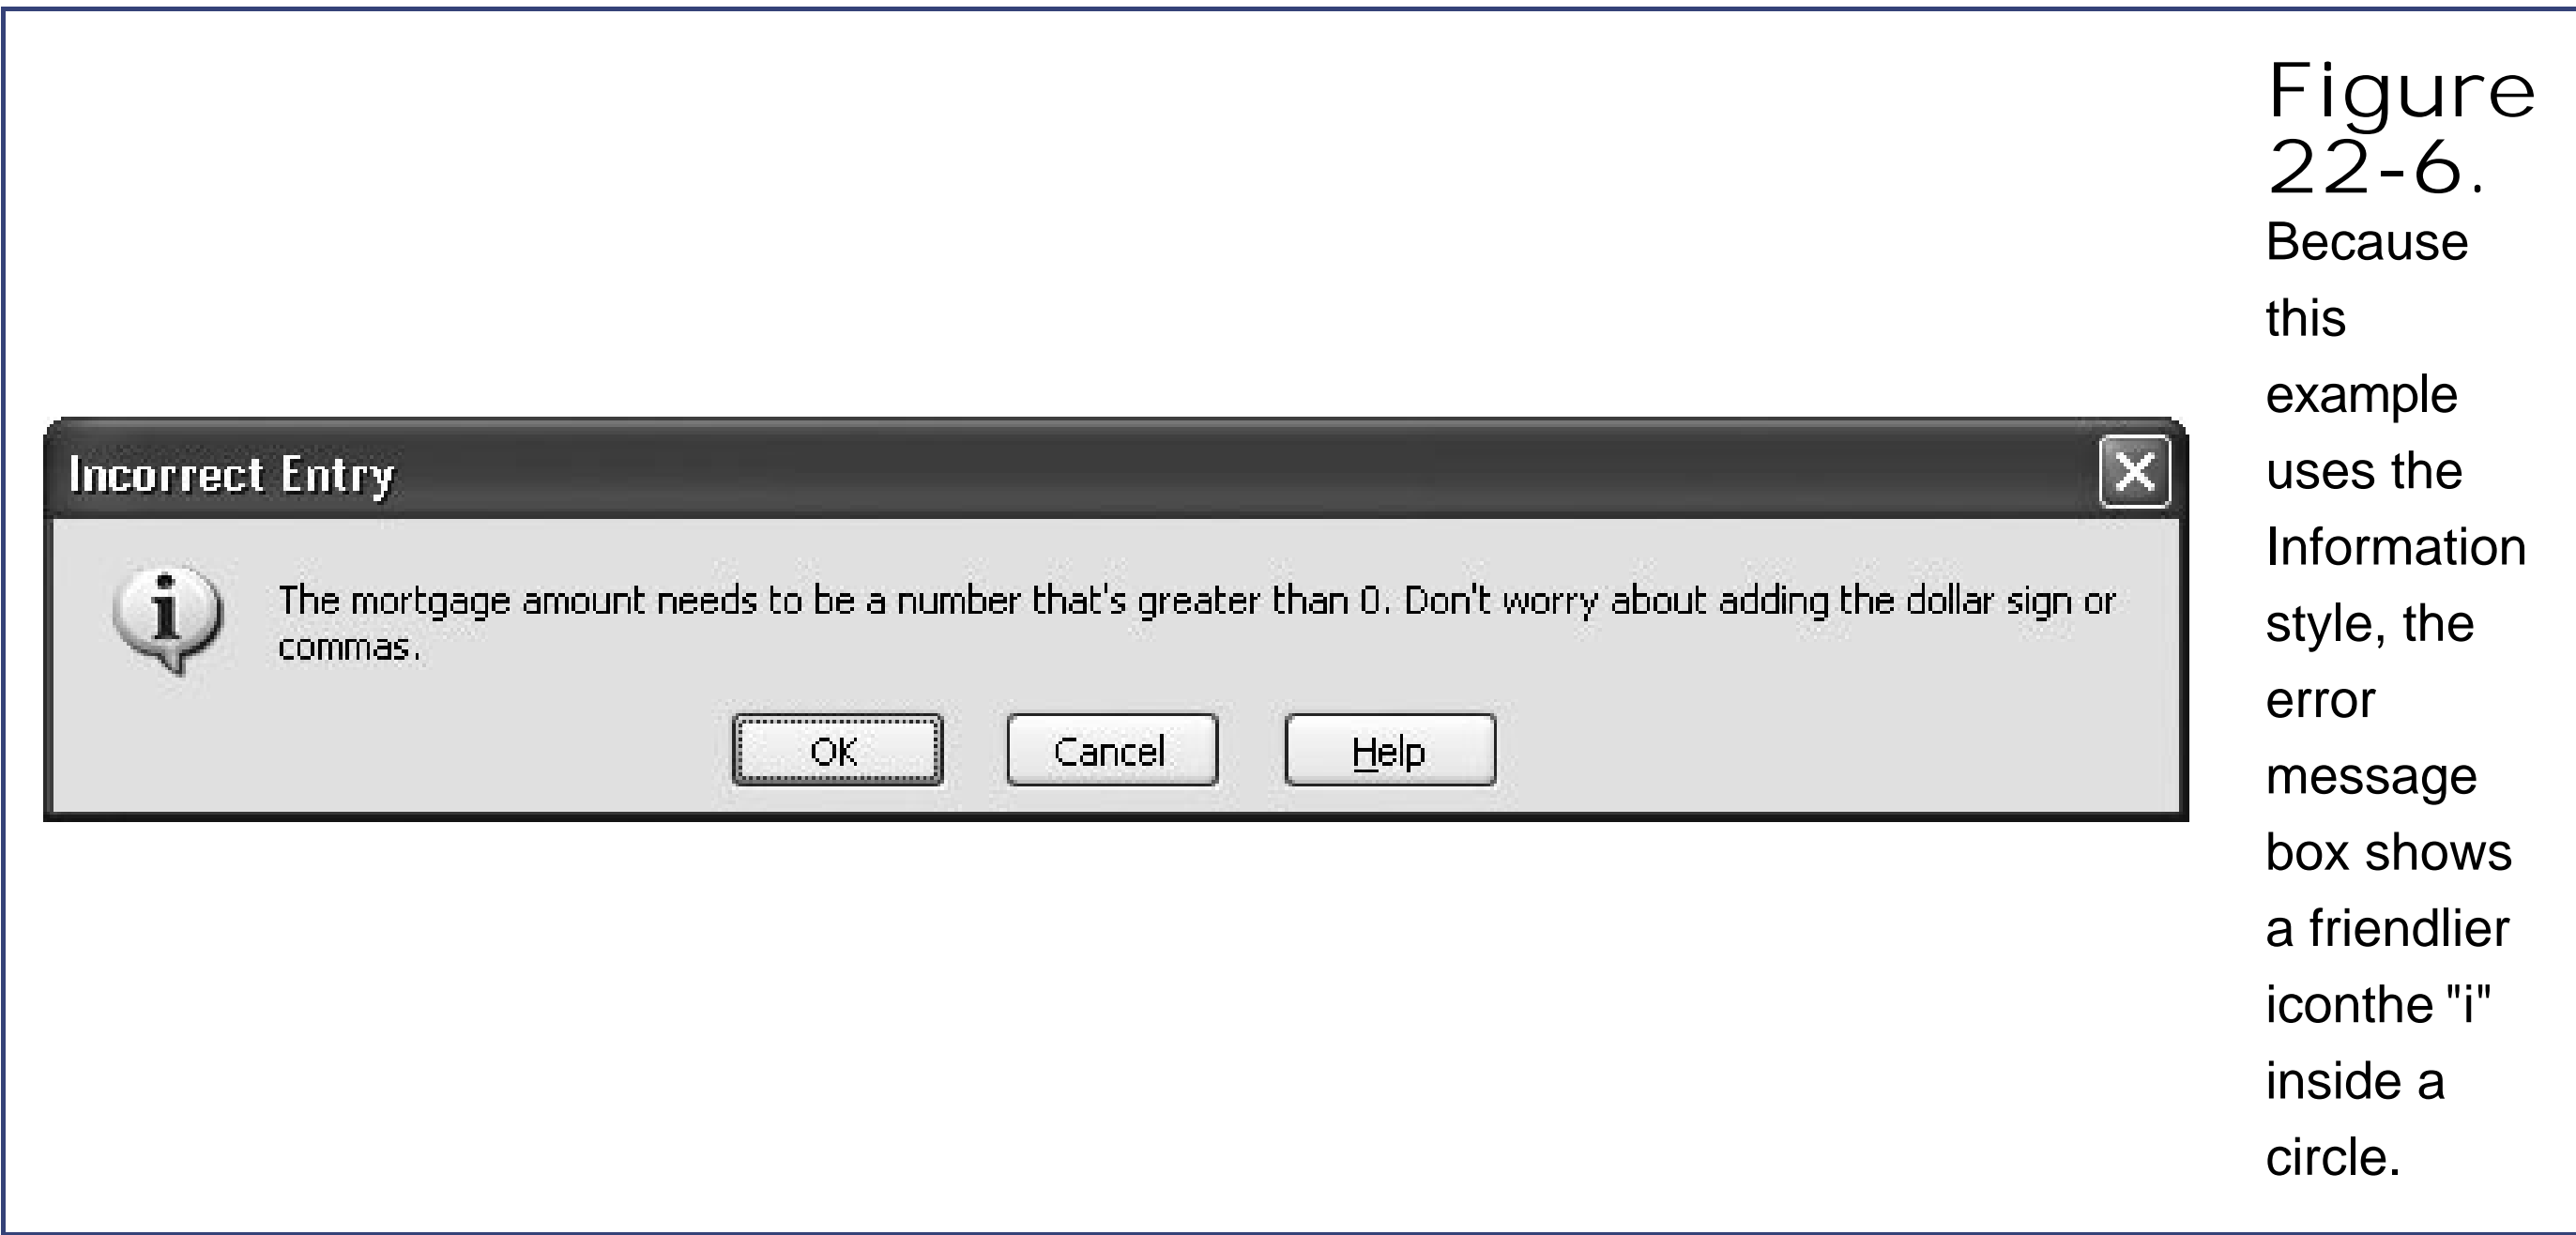 Incorrect Entry
i
The mortgage amount needs to be a number that's greater than 0. Don't worry about adding the dollar sign or
commas.
OK
Cancel
Help
Figure
22-6.
Because
this
example
uses the
Information
style, the
error
message
box shows
a friendlier
iconthe "i"
inside a
circle.